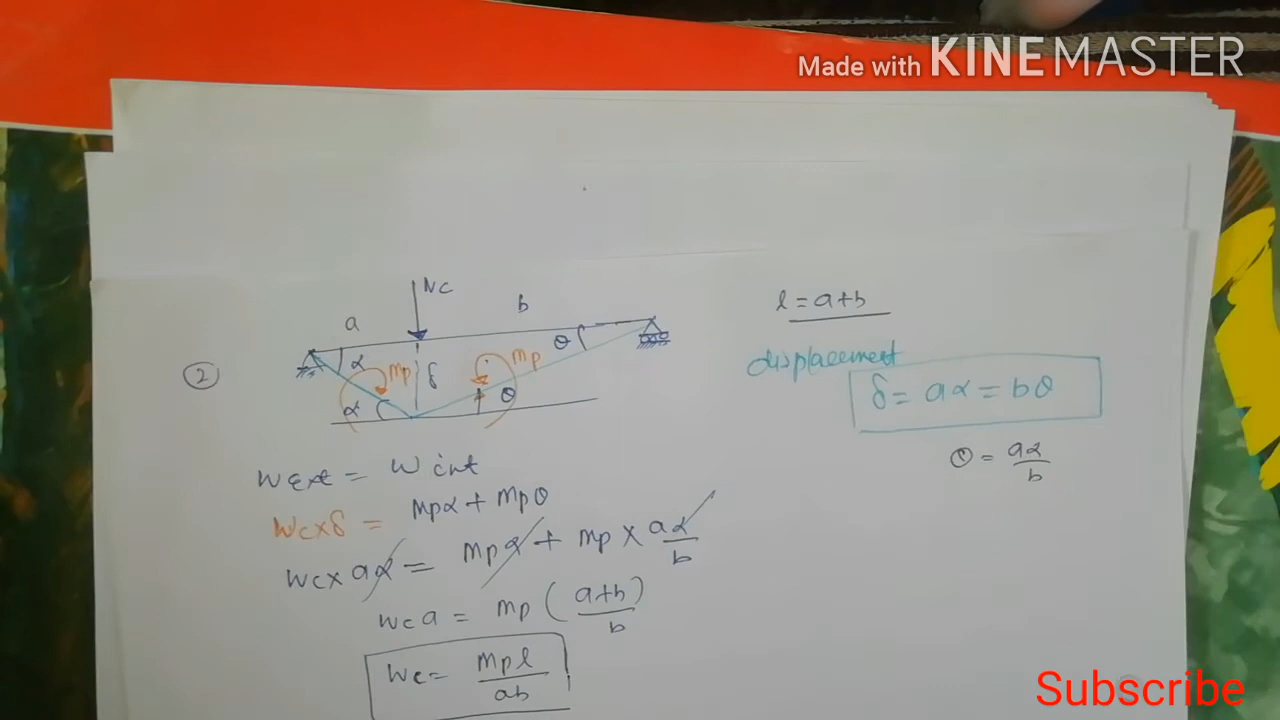 Made with KINEMASTER
Wc
a
b
l = a+b
α
Mp
δ
Mp
θ
②
α
θ
displacement
δ = aα = bθ
θ = aα/b
Wext = Wint
Wc×δ = Mpα + Mpθ
Wc×aα = Mpα + Mp × aα/b
Wca = Mp (a+b)/b
Wc = Mpl/ab
Subscribe